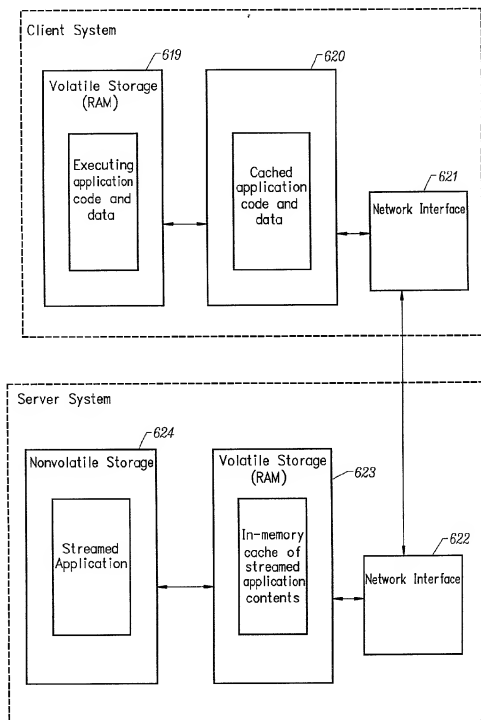 Client System
619
620
Volatile Storage
(RAM)
Executing
application
code and
data
Cached
application
code and
data
621
Network Interface
Server System
624
Nonvolatile Storage
Streamed
Application
Volatile Storage
(RAM)
623
In-memory
cache of
streamed
application
contents
622
Network Interface